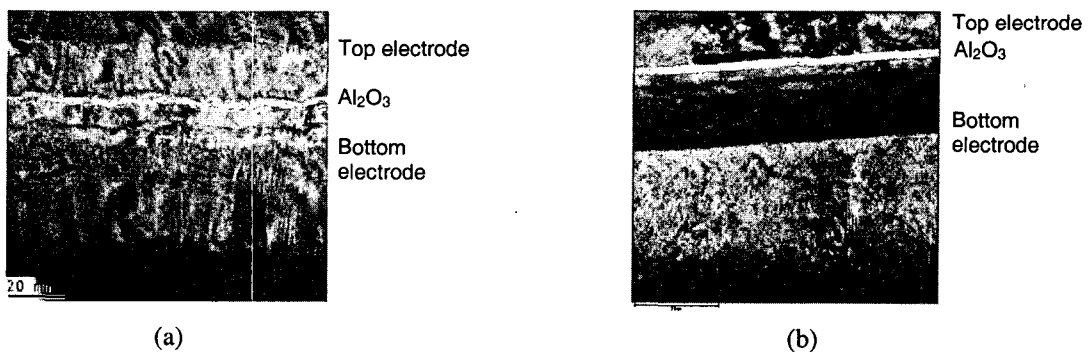 Top electrode
Al₂O₃
Bottom
electrode
20 nm
(a)
Top electrode
Al₂O₃
Bottom
electrode
(b)